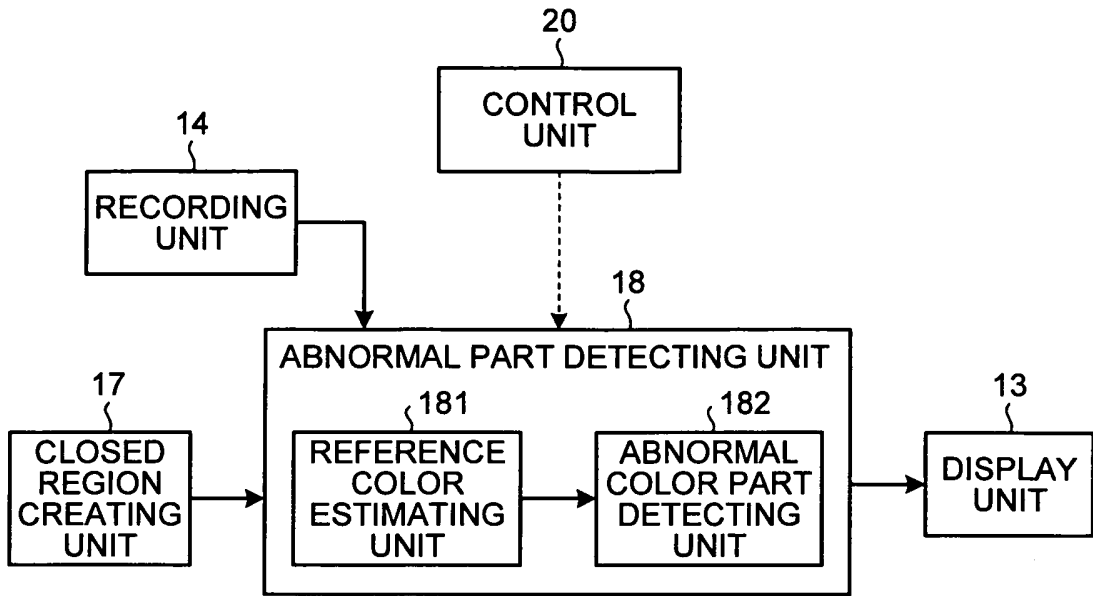 20
CONTROL
UNIT
14
RECORDING
UNIT
18
ABNORMAL PART DETECTING UNIT
17
CLOSED
REGION
CREATING
UNIT
181
REFERENCE
COLOR
ESTIMATING
UNIT
182
ABNORMAL
COLOR PART
DETECTING
UNIT
13
DISPLAY
UNIT